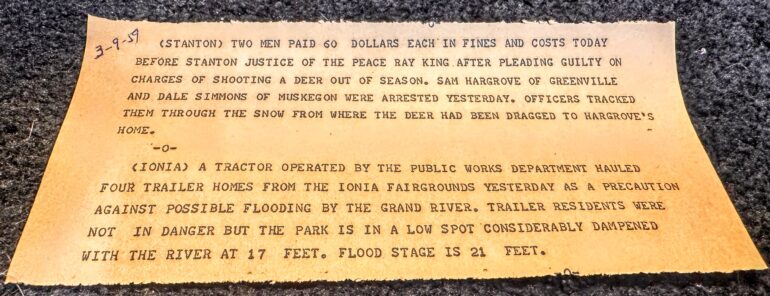 -O-
3-9-59
(STANTON) TWO MEN PAID 60 DOLLARS EACH IN FINES AND COSTS TODAY
BEFORE STANTON JUSTICE OF THE PEACE RAY KING AFTER PLEADING GUILTY ON
CHARGES OF SHOOTING A DEER OUT OF SEASON. SAM HARGROVE OF GREENVILLE
AND DALE SIMMONS OF MUSKEGON WERE ARRESTED YESTERDAY. OFFICERS TRACKED
THEM THROUGH THE SNOW FROM WHERE THE DEER HAD BEEN DRAGGED TO HARGROVE'S
HOME.
-O-
(IONIA) A TRACTOR OPERATED BY THE PUBLIC WORKS DEPARTMENT HAULED
FOUR TRAILER HOMES FROM THE IONIA FAIRGROUNDS YESTERDAY AS A PRECAUTION
AGAINST POSSIBLE FLOODING BY THE GRAND RIVER. TRAILER RESIDENTS WERE
NOT IN DANGER BUT THE PARK IS IN A LOW SPOT CONSIDERABLY DAMPENED
WITH THE RIVER AT 17 FEET. FLOOD STAGE IS 21 FEET.
-O-